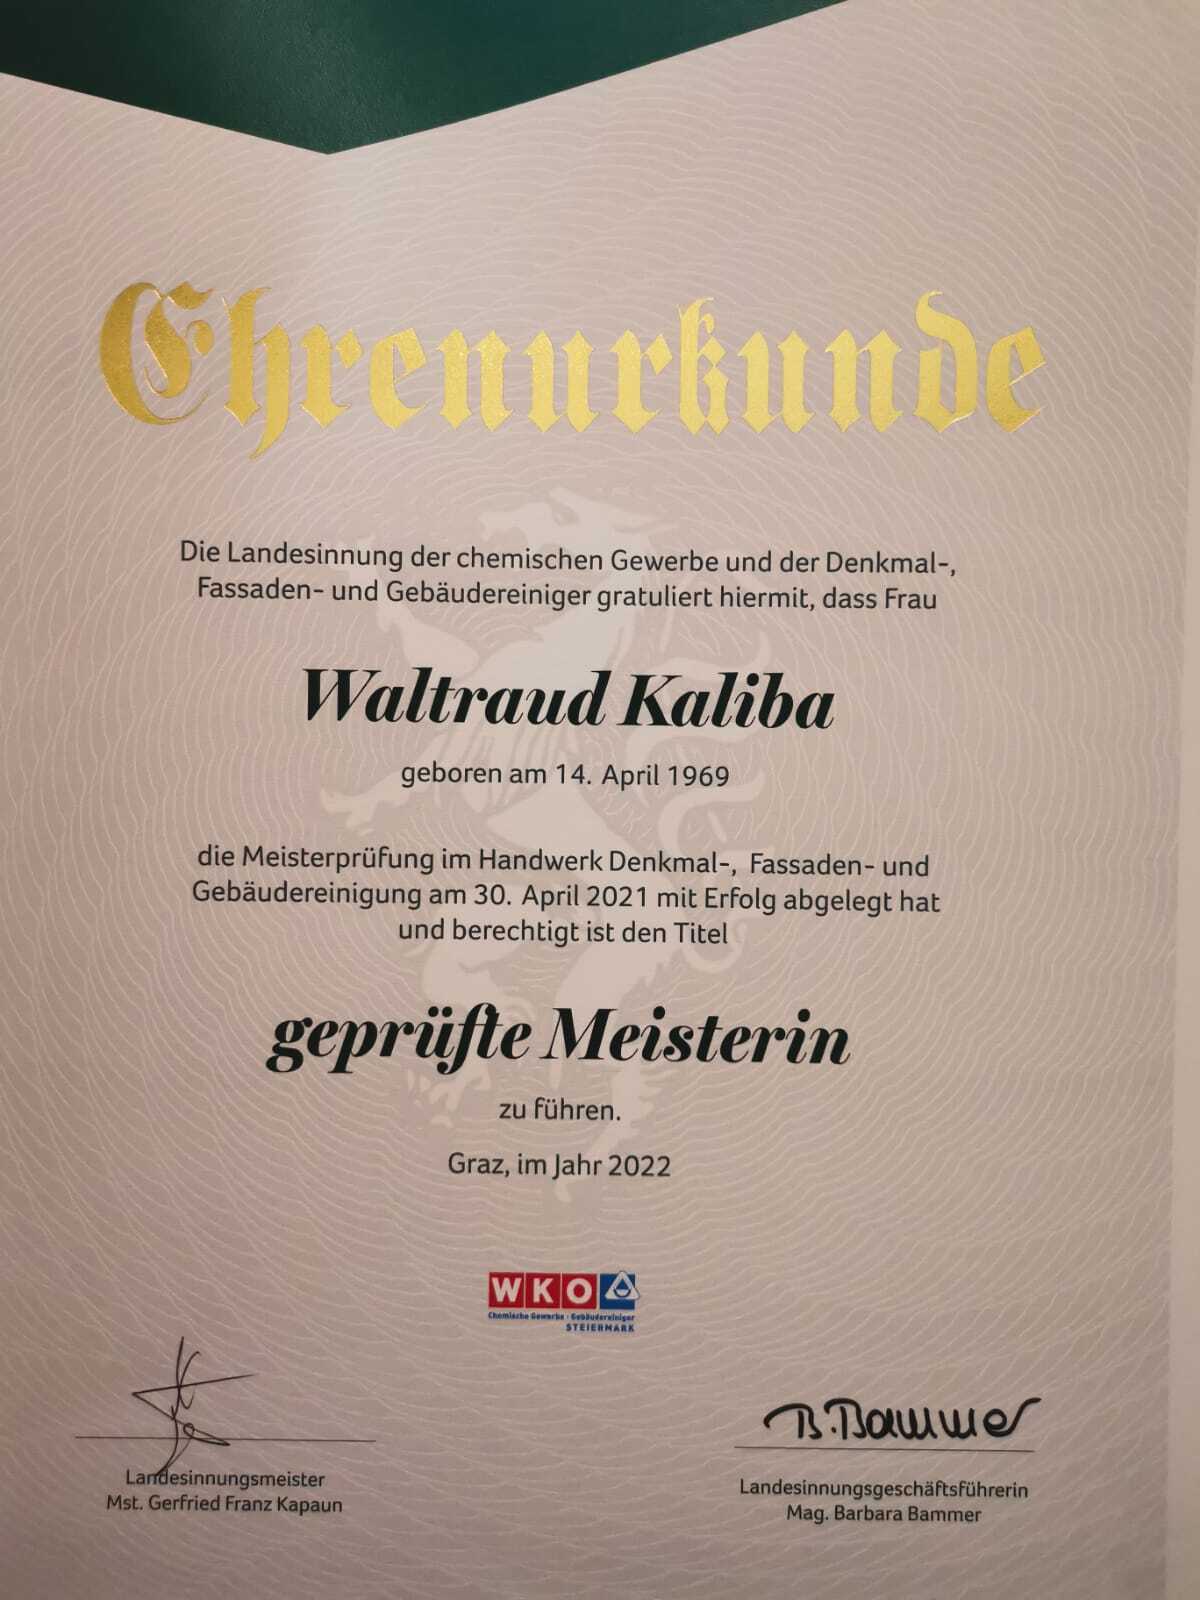 Ehrenurkunde
Die Landesinnung der chemischen Gewerbe und der Denkmal-,
Fassaden- und Gebäudereiniger gratuliert hiermit, dass Frau
Waltraud Kaliba
geboren am 14. April 1969
die Meisterprüfung im Handwerk Denkmal-, Fassaden- und
Gebäudereinigung am 30. April 2021 mit Erfolg abgelegt hat
und berechtigt ist den Titel
geprüfte Meisterin
zu führen.
Graz, im Jahr 2022
WKO
Chemische Gewerbe · Gebäudereiniger
STEIERMARK
B. Bammer
Landesinnungsmeister
Mst. Gerfried Franz Kapaun
Landesinnungsgeschäftsführerin
Mag. Barbara Bammer